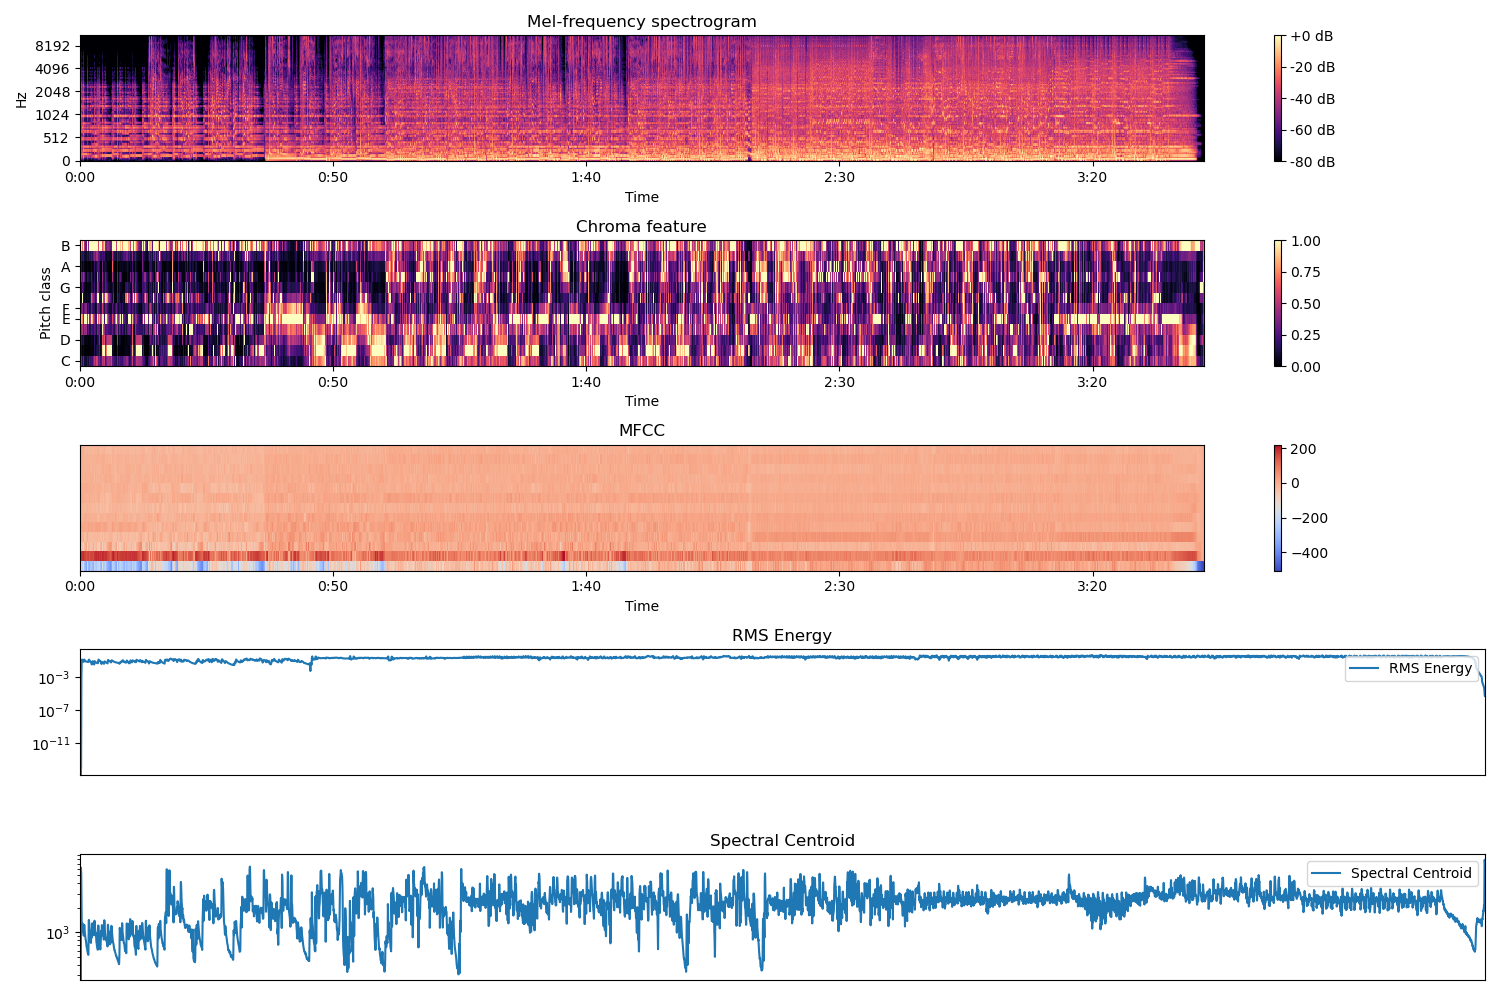 Mel-frequency spectrogram
8192
4096
2048
1024
512
0
Hz
0:00
0:50
1:40
2:30
3:20
Time
+0 dB
-20 dB
-40 dB
-60 dB
-80 dB
Chroma feature
B
A
G
F
E
D
C
Pitch class
0:00
0:50
1:40
2:30
3:20
Time
1.00
0.75
0.50
0.25
0.00
MFCC
0:00
0:50
1:40
2:30
3:20
Time
200
0
−200
−400
RMS Energy
10⁻³
10⁻⁷
10⁻¹¹
RMS Energy
Spectral Centroid
10³
Spectral Centroid